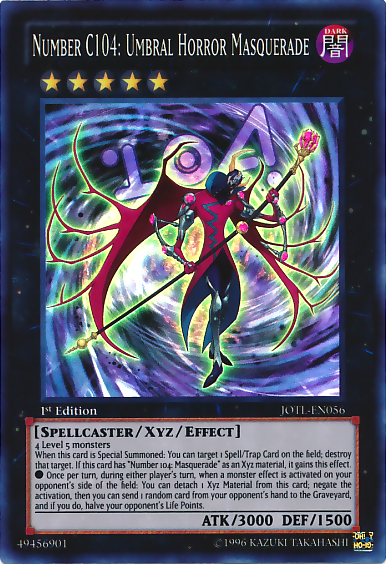 NUMBER C104: UMBRAL HORROR MASQUERADE
DARK
闇
104
1st Edition
JOTL-EN056
[SPELLCASTER/XYZ/EFFECT]
4 Level 5 monsters
When this card is Special Summoned: You can target 1 Spell/Trap Card on the field; destroy
that target. If this card has "Number 104: Masquerade" as an Xyz material, it gains this effect.
● Once per turn, during either player's turn, when a monster effect is activated on
your opponent's side of the field: You can detach 1 Xyz Material from this card; negate the
activation, then you can send 1 random card from your opponent's hand to the Graveyard,
and if you do, halve your opponent's Life Points.
ATK/3000 DEF/1500
49456901
©1996 KAZUKI TAKAHASHI